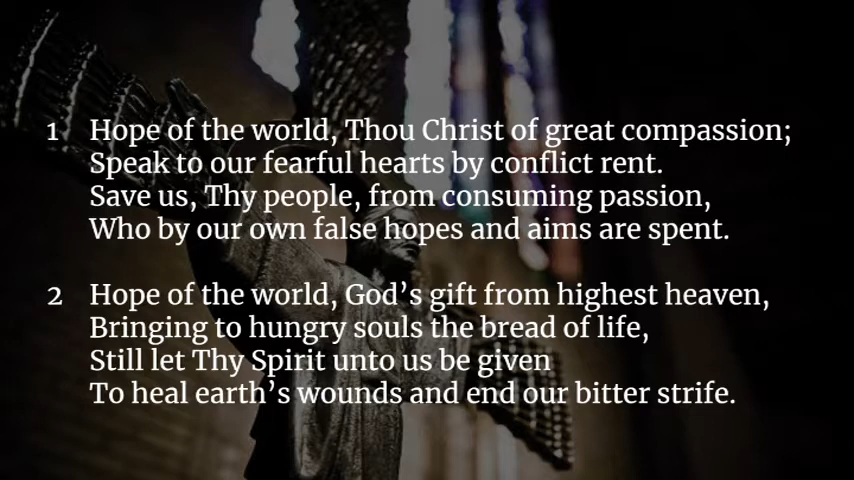 1 Hope of the world, Thou Christ of great compassion;
Speak to our fearful hearts by conflict rent.
Save us, Thy people, from consuming passion,
Who by our own false hopes and aims are spent.
2 Hope of the world, God’s gift from highest heaven,
Bringing to hungry souls the bread of life,
Still let Thy Spirit unto us be given
To heal earth’s wounds and end our bitter strife.